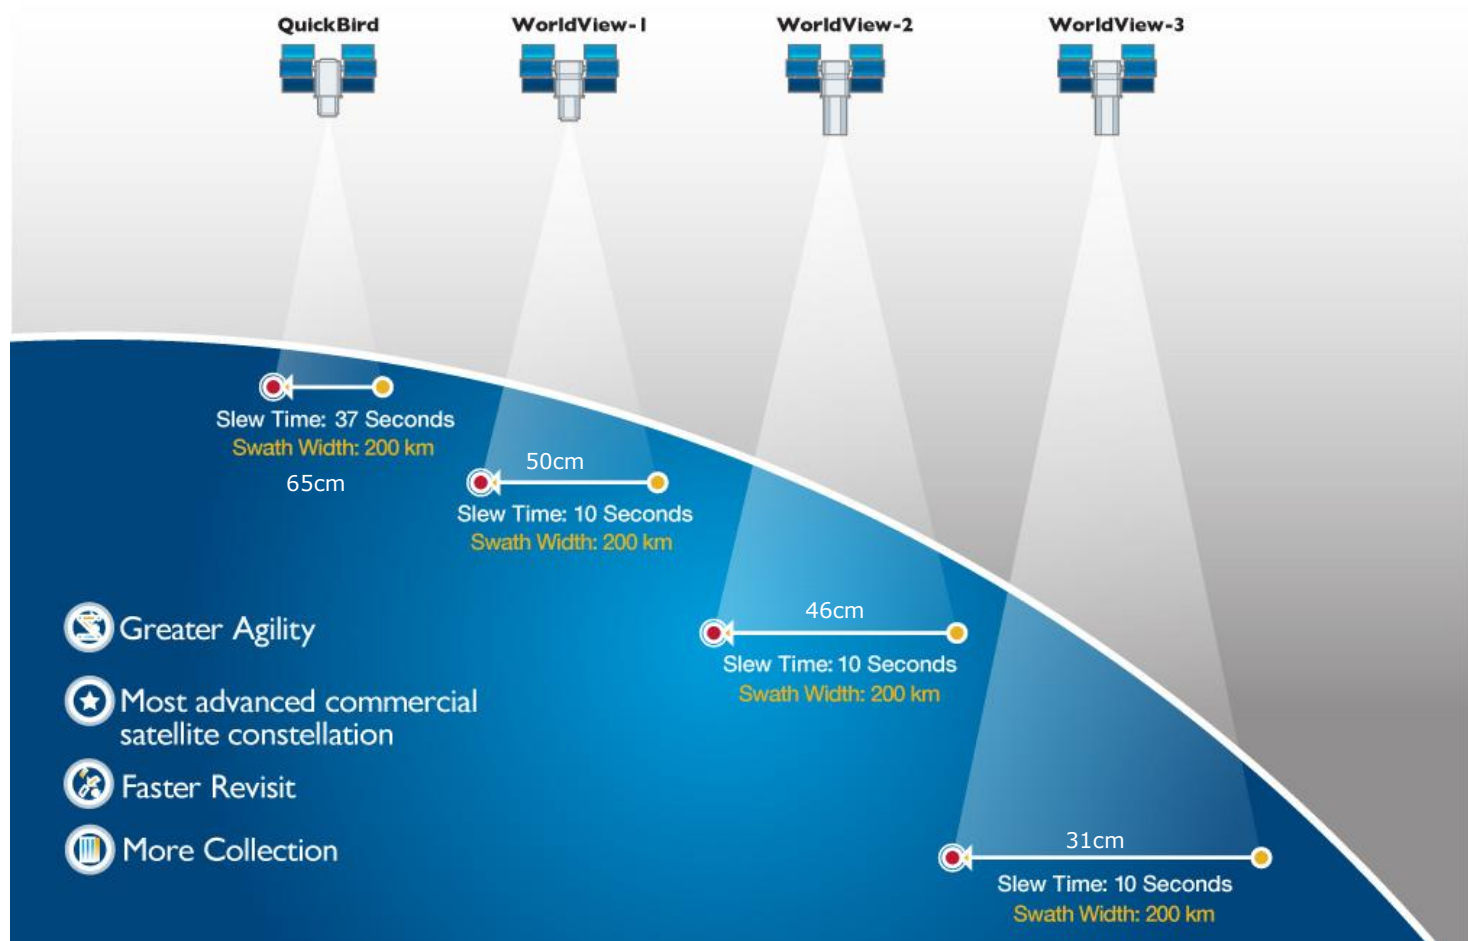 QuickBird
WorldView-1
WorldView-2
WorldView-3
Slew Time: 37 Seconds
Swath Width: 200 km
65cm
50cm
Slew Time: 10 Seconds
Swath Width: 200 km
46cm
Slew Time: 10 Seconds
Swath Width: 200 km
31cm
Slew Time: 10 Seconds
Swath Width: 200 km
Greater Agility
Most advanced commercial
satellite constellation
Faster Revisit
More Collection